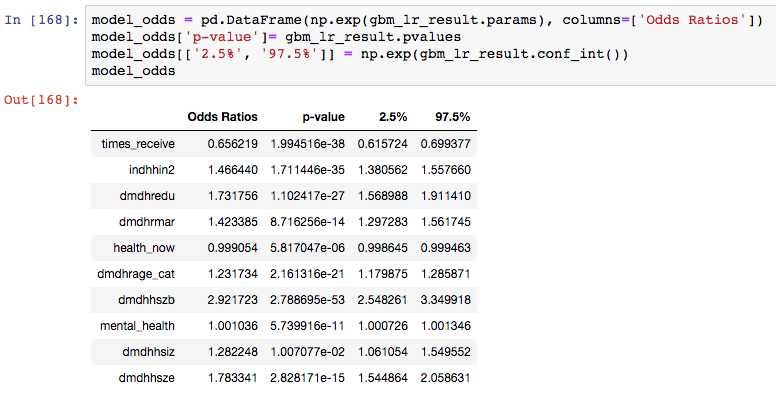 In [168]: model_odds = pd.DataFrame(np.exp(gbm_lr_result.params), columns=['Odds Ratios'])
model_odds['p-value']= gbm_lr_result.pvalues
model_odds[['2.5%', '97.5%']] = np.exp(gbm_lr_result.conf_int())
model_odds
Out[168]:
Odds Ratios p-value 2.5% 97.5%
times_receive 0.656219 1.994516e-38 0.615724 0.699377
indhhin2 1.466440 1.711446e-35 1.380562 1.557660
dmdhredu 1.731756 1.102417e-27 1.568988 1.911410
dmdhrmar 1.423385 8.716256e-14 1.297283 1.561745
health_now 0.999054 5.817047e-06 0.998645 0.999463
dmdhrage_cat 1.231734 2.161316e-21 1.179875 1.285871
dmdhhszb 2.921723 2.788695e-53 2.548261 3.349918
mental_health 1.001036 5.739916e-11 1.000726 1.001346
dmdhhsiz 1.282248 1.007077e-02 1.061054 1.549552
dmdhhsze 1.783341 2.828171e-15 1.544864 2.058631